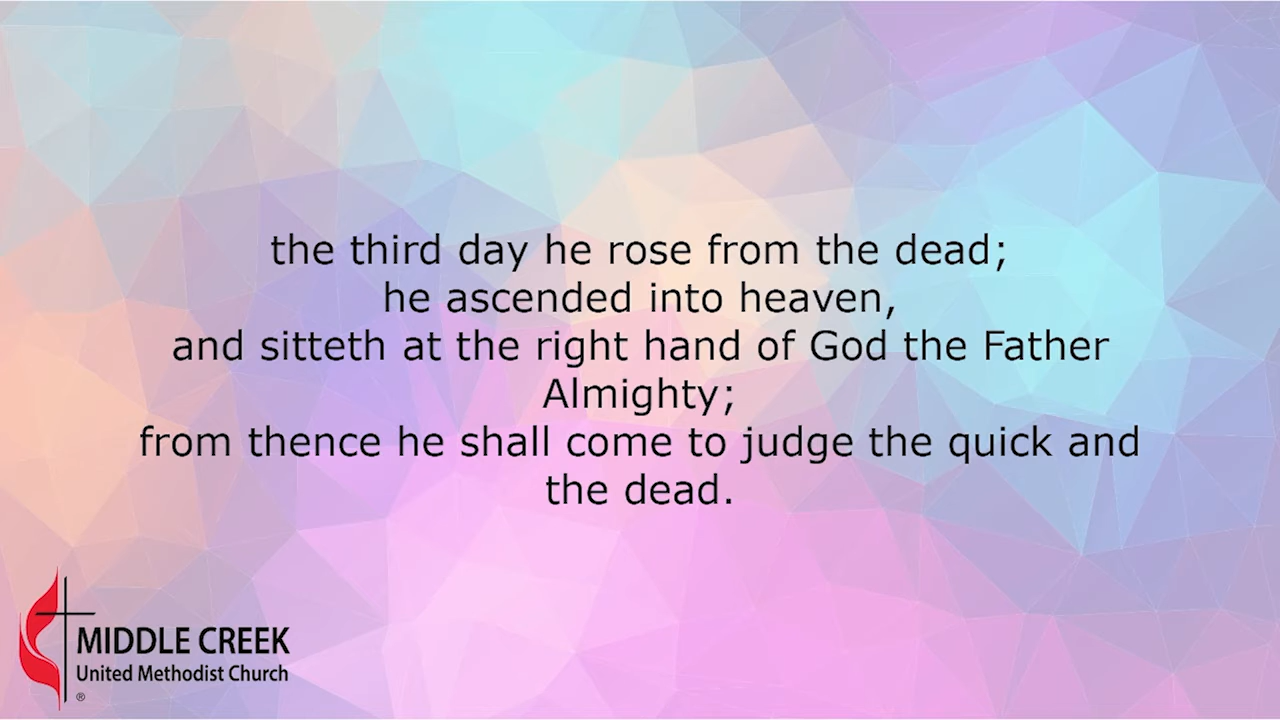 the third day he rose from the dead;
he ascended into heaven,
and sitteth at the right hand of God the Father
Almighty;
from thence he shall come to judge the quick and
the dead.
MIDDLE CREEK
United Methodist Church
®